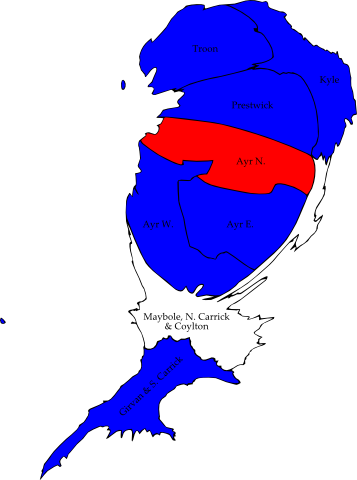 Troon
Kyle
Prestwick
Ayr N.
Ayr W.
Ayr E.
Maybole, N. Carrick
& Coylton
Girvan & S. Carrick